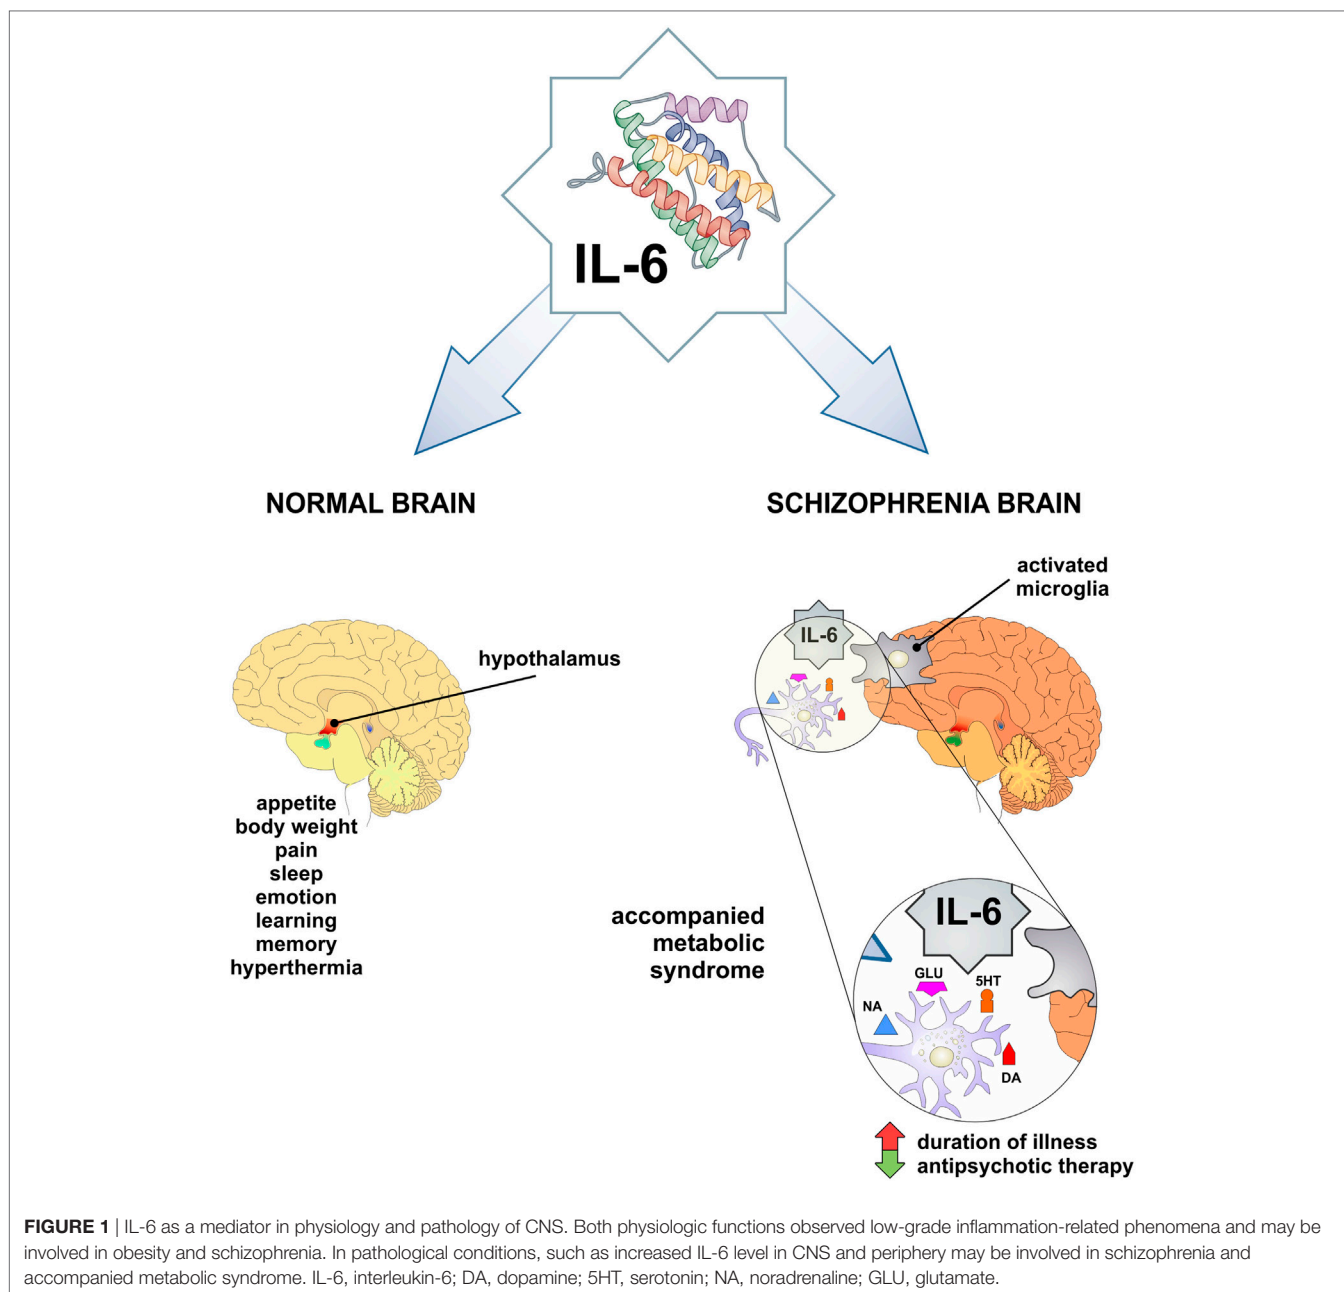 IL-6
NORMAL BRAIN
SCHIZOPHRENIA BRAIN
hypothalamus
appetite
body weight
pain
sleep
emotion
learning
memory
hyperthermia
activated
microglia
IL-6
accompanied
metabolic
syndrome
IL-6
GLU
5HT
NA
DA
duration of illness
antipsychotic therapy
FIGURE 1 | IL-6 as a mediator in physiology and pathology of CNS. Both physiologic functions observed low-grade inflammation-related phenomena and may be
involved in obesity and schizophrenia. In pathological conditions, such as increased IL-6 level in CNS and periphery may be involved in schizophrenia and
accompanied metabolic syndrome. IL-6, interleukin-6; DA, dopamine; 5HT, serotonin; NA, noradrenaline; GLU, glutamate.